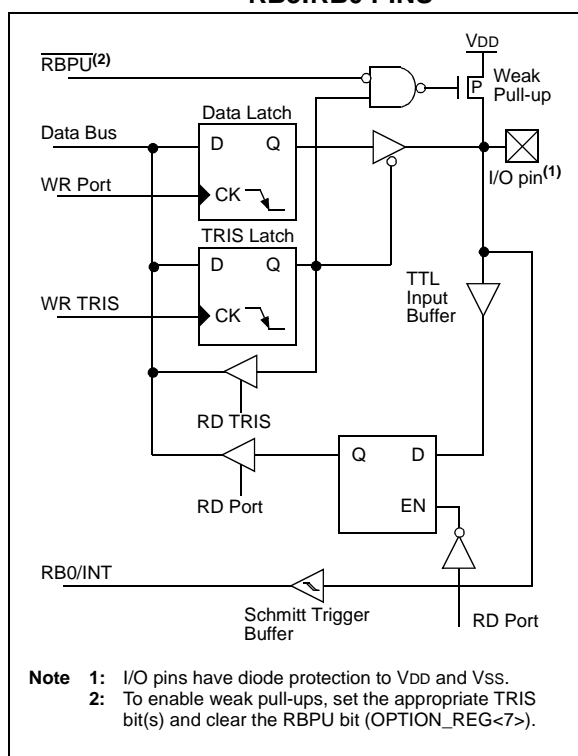 RBPU(2)
VDD
P
Weak
Pull-up
Data Latch
Data Bus
D Q
I/O pin(1)
WR Port
CK
TRIS Latch
D Q
TTL
Input
Buffer
WR TRIS
CK
RD TRIS
Q D
RD Port
EN
RB0/INT
Schmitt Trigger
Buffer
RD Port
Note 1: I/O pins have diode protection to VDD and VSS.
2: To enable weak pull-ups, set the appropriate TRIS
bit(s) and clear the RBPU bit (OPTION_REG<7>).